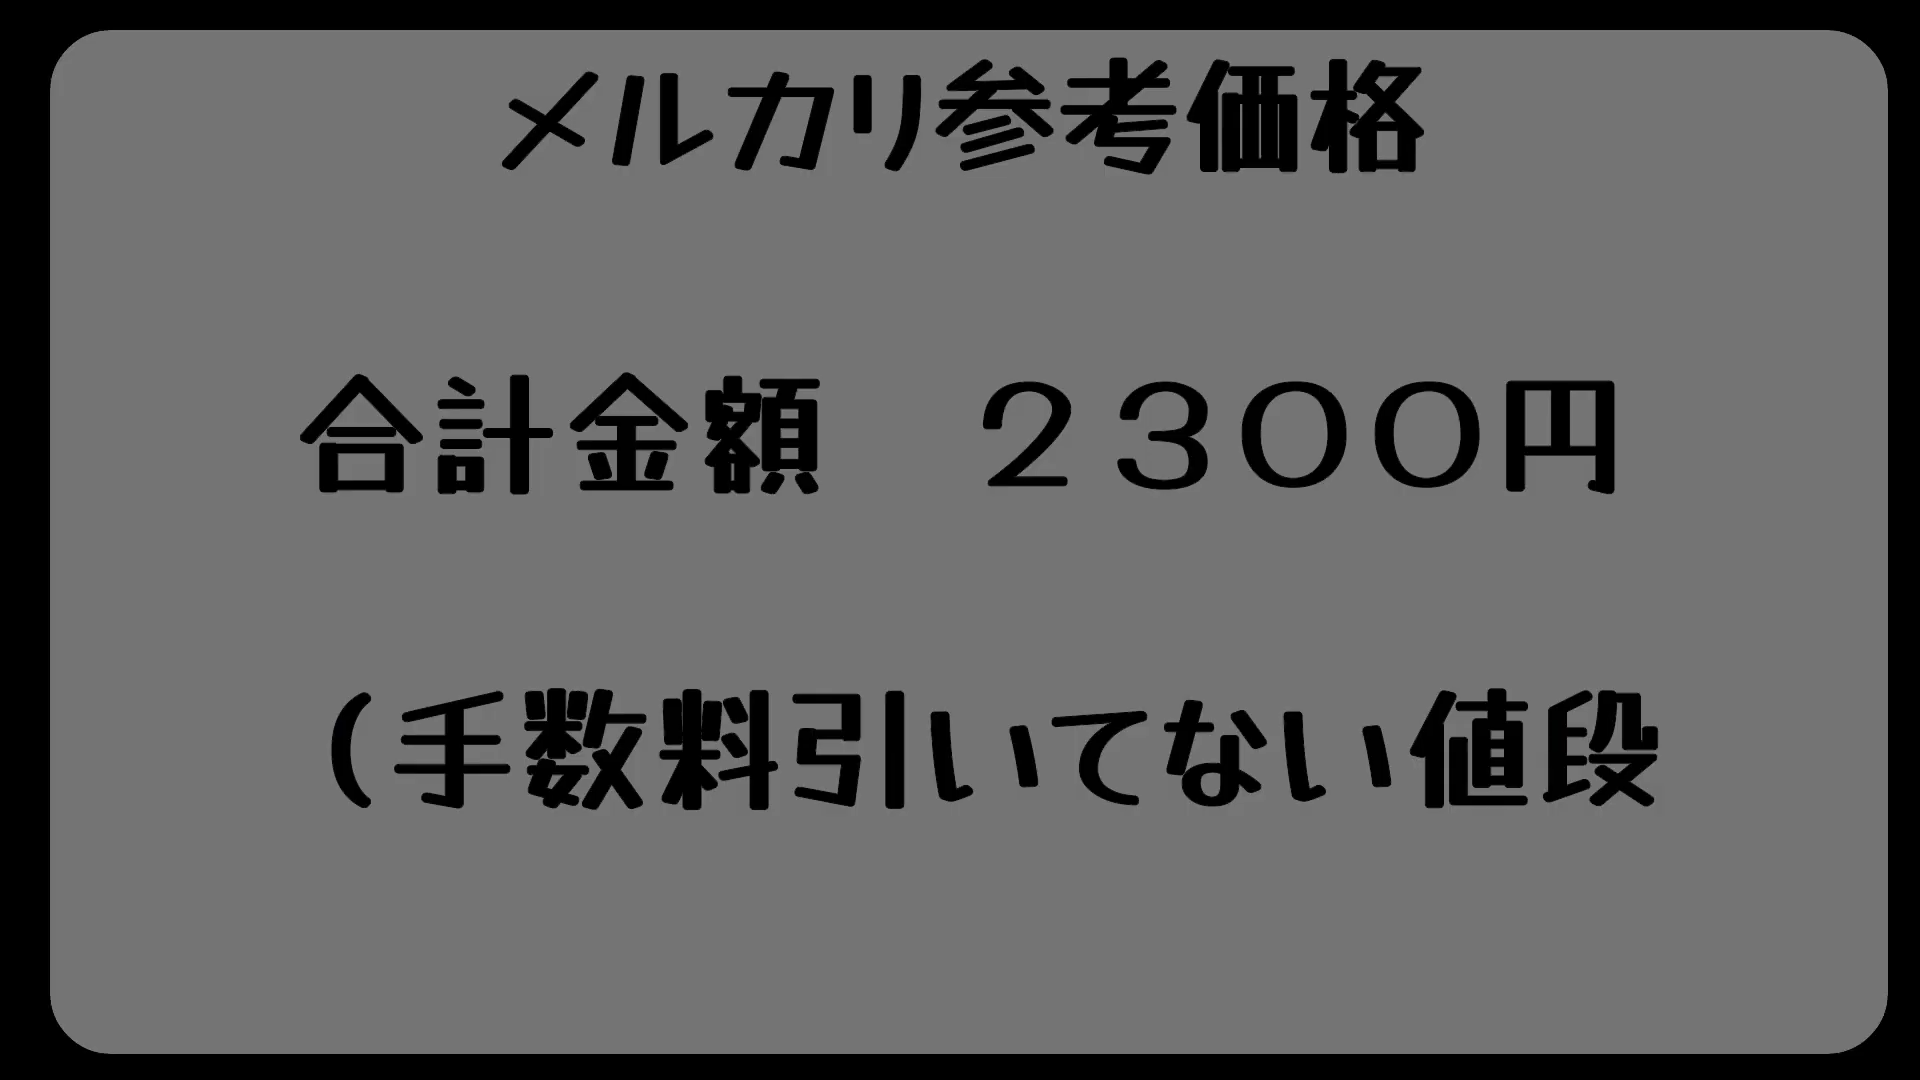 メルカリ参考価格
合計金額　２３００円
（手数料引いてない値段